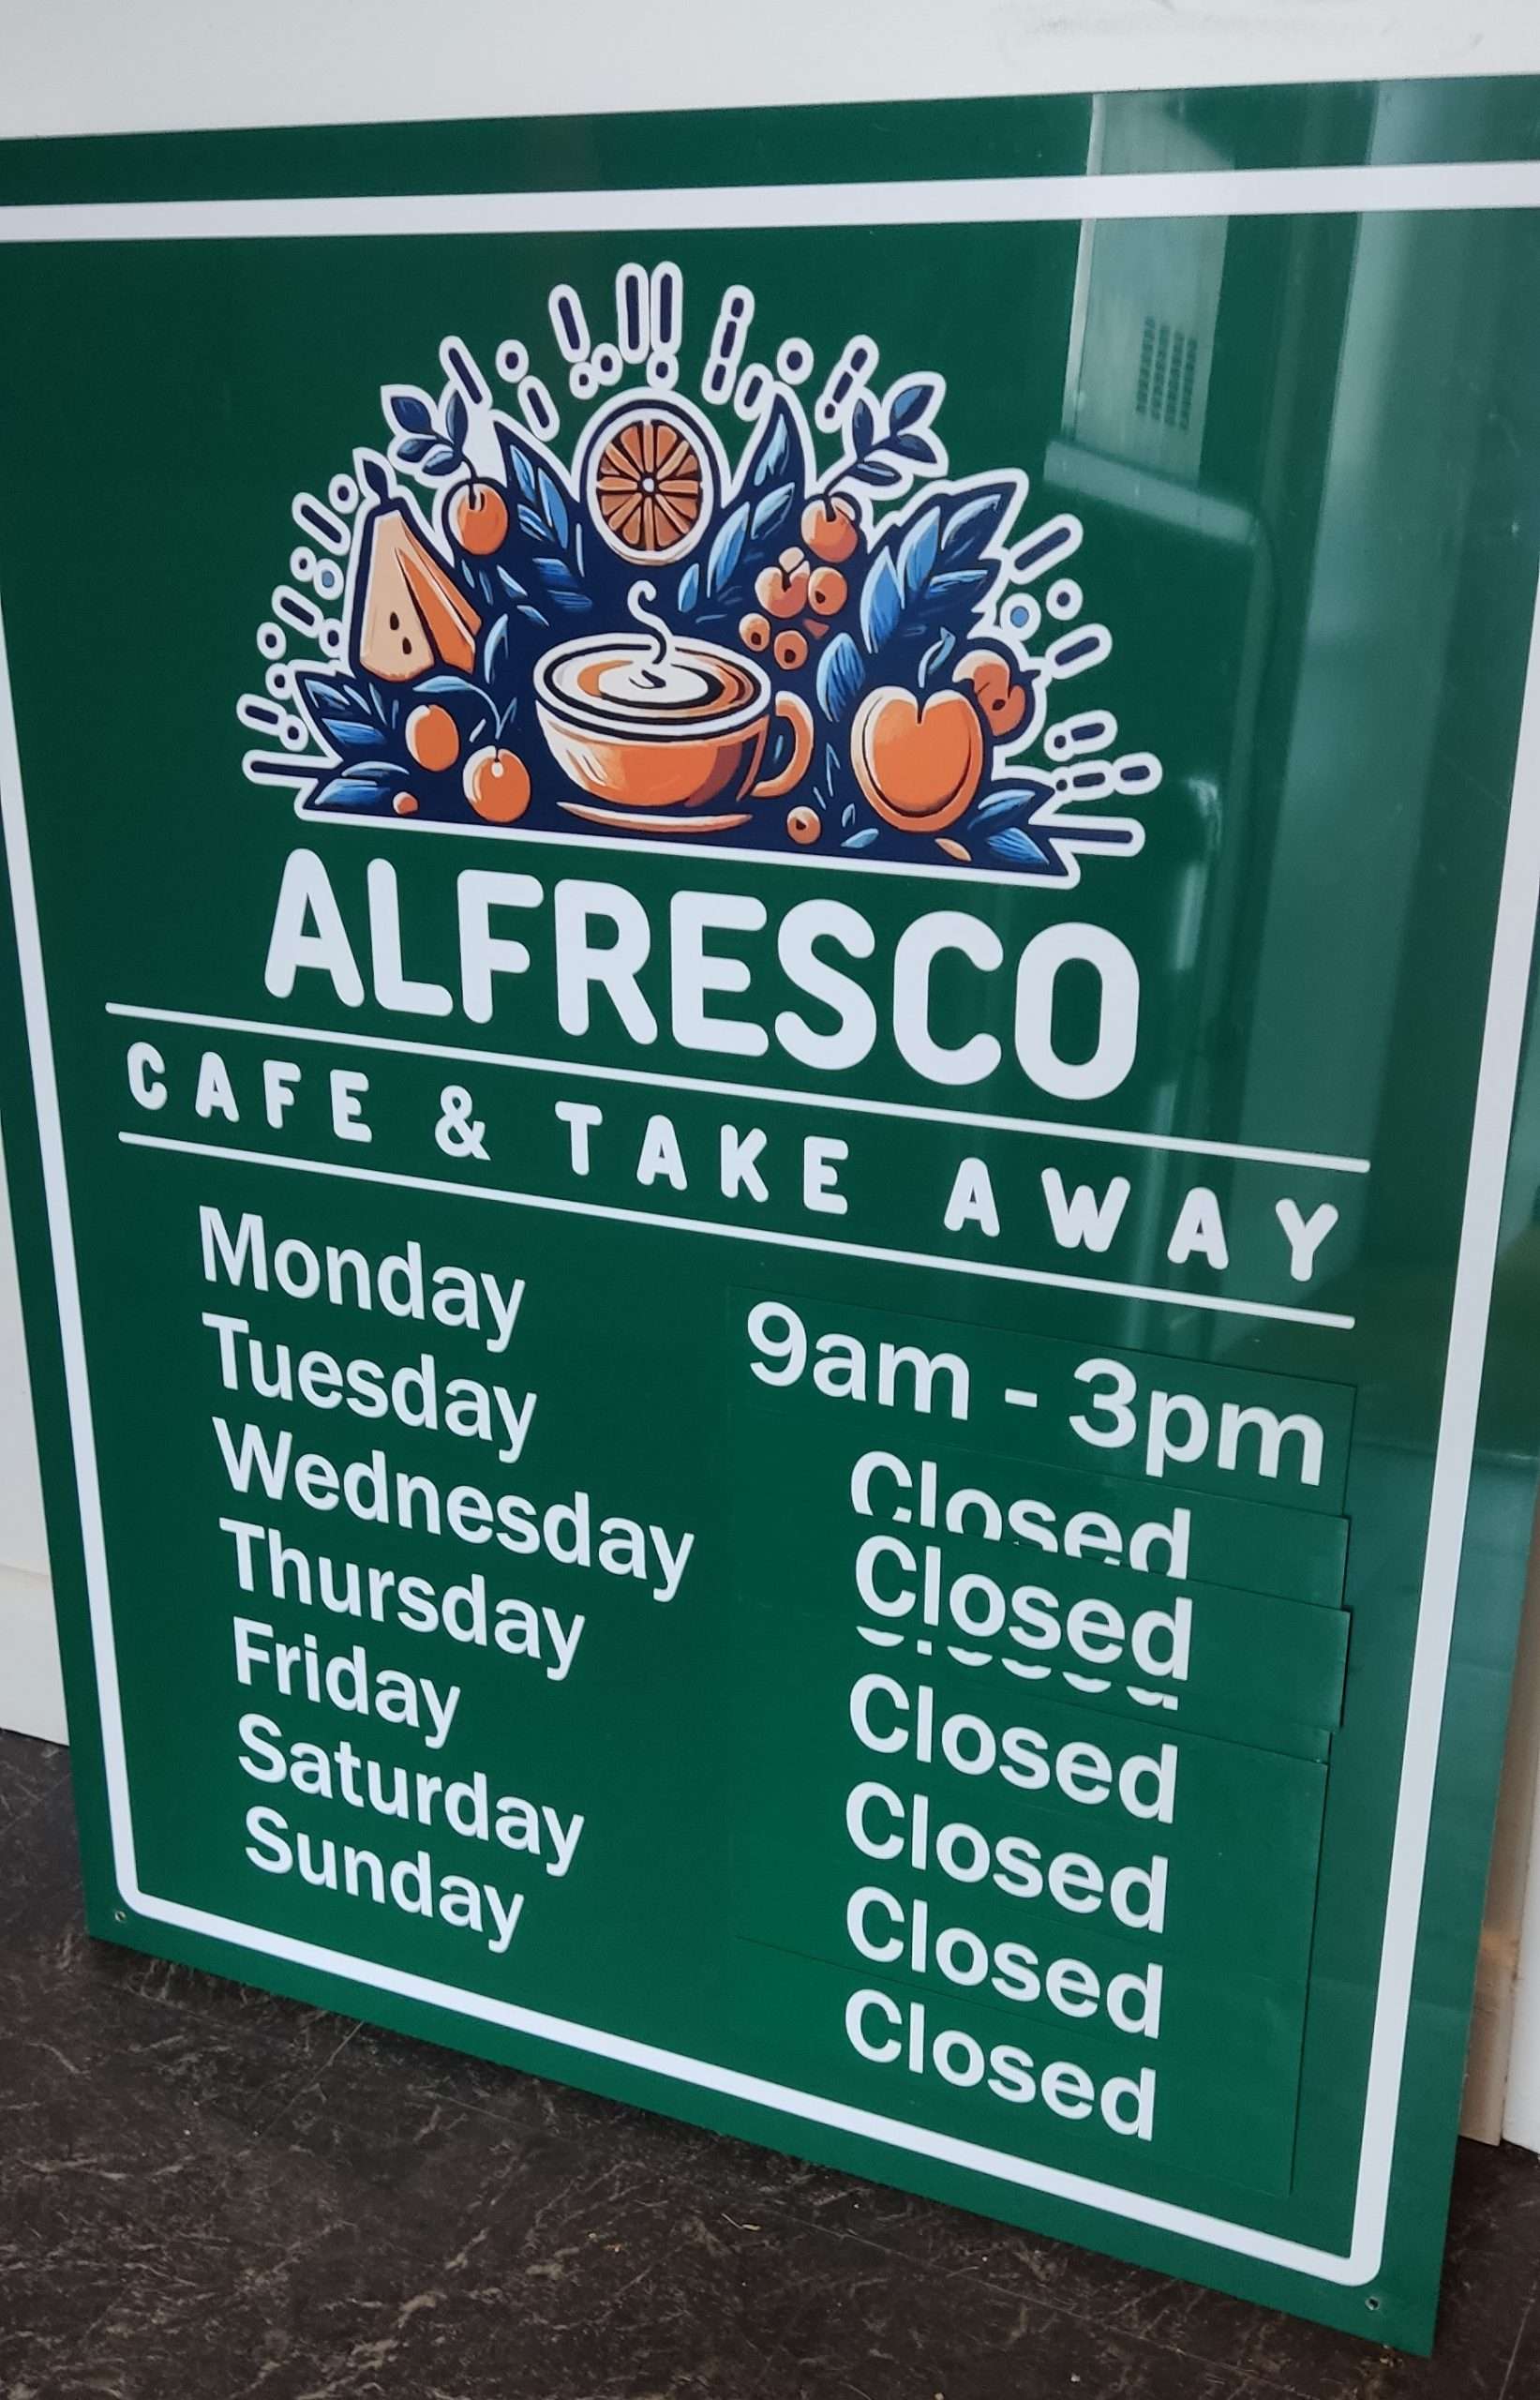 ALFRESCO
CAFE & TAKE AWAY
Monday 9am - 3pm
Tuesday Closed
Wednesday Closed
Thursday Closed
Friday Closed
Saturday Closed
Sunday Closed